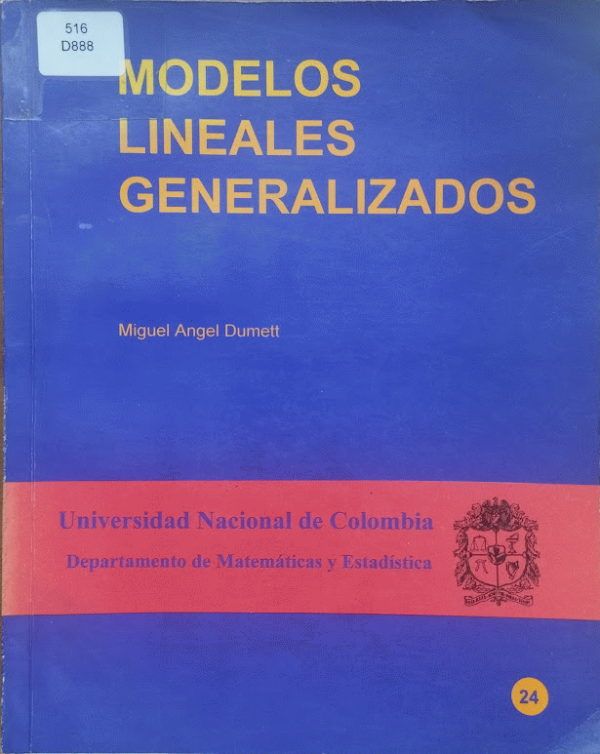 516
D888
MODELOS
LINEALES
GENERALIZADOS
Miguel Angel Dumett
Universidad Nacional de Colombia
Departamento de Matemáticas y Estadística
24